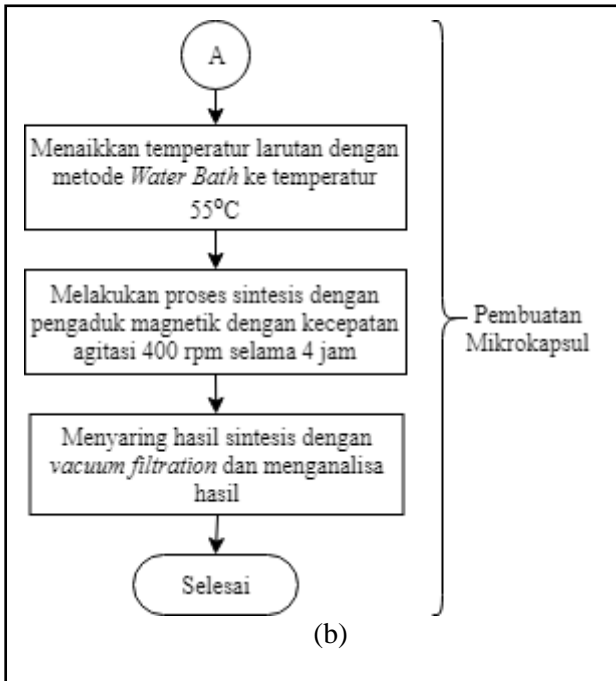 A
Menaikkan temperatur larutan dengan
metode Water Bath ke temperatur
55°C
Melakukan proses sintesis dengan
pengaduk magnetik dengan kecepatan
agitasi 400 rpm selama 4 jam
Menyaring hasil sintesis dengan
vacuum filtration dan menganalisa
hasil
Selesai
Pembuatan
Mikrokapsul
(b)